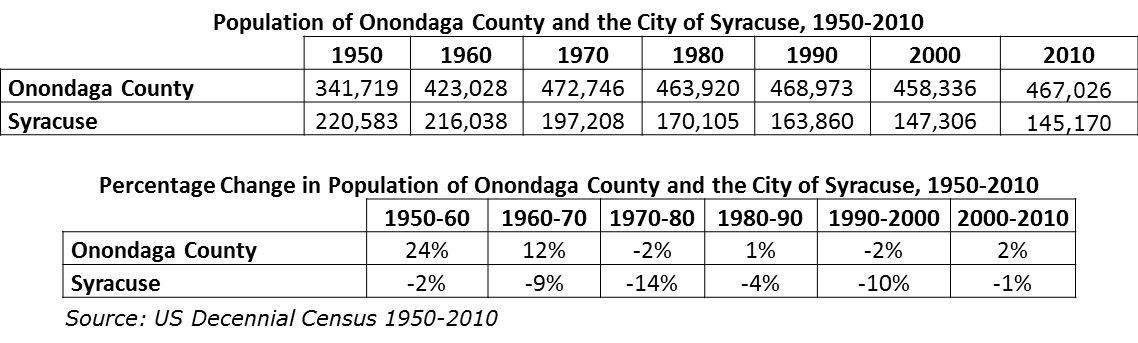 Population of Onondaga County and the City of Syracuse, 1950-2010
1950 1960 1970 1980 1990 2000 2010
Onondaga County 341,719 423,028 472,746 463,920 468,973 458,336 467,026
Syracuse 220,583 216,038 197,208 170,105 163,860 147,306 145,170
Percentage Change in Population of Onondaga County and the City of Syracuse, 1950-2010
1950-60 1960-70 1970-80 1980-90 1990-2000 2000-2010
Onondaga County 24% 12% -2% 1% -2% 2%
Syracuse -2% -9% -14% -4% -10% -1%
Source: US Decennial Census 1950-2010